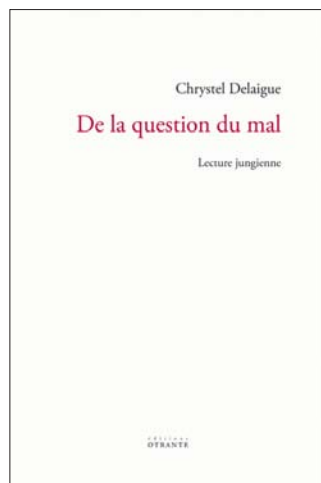 Chrystel Delaigue
De la question du mal
Lecture jungienne
éditions
OTRANTE